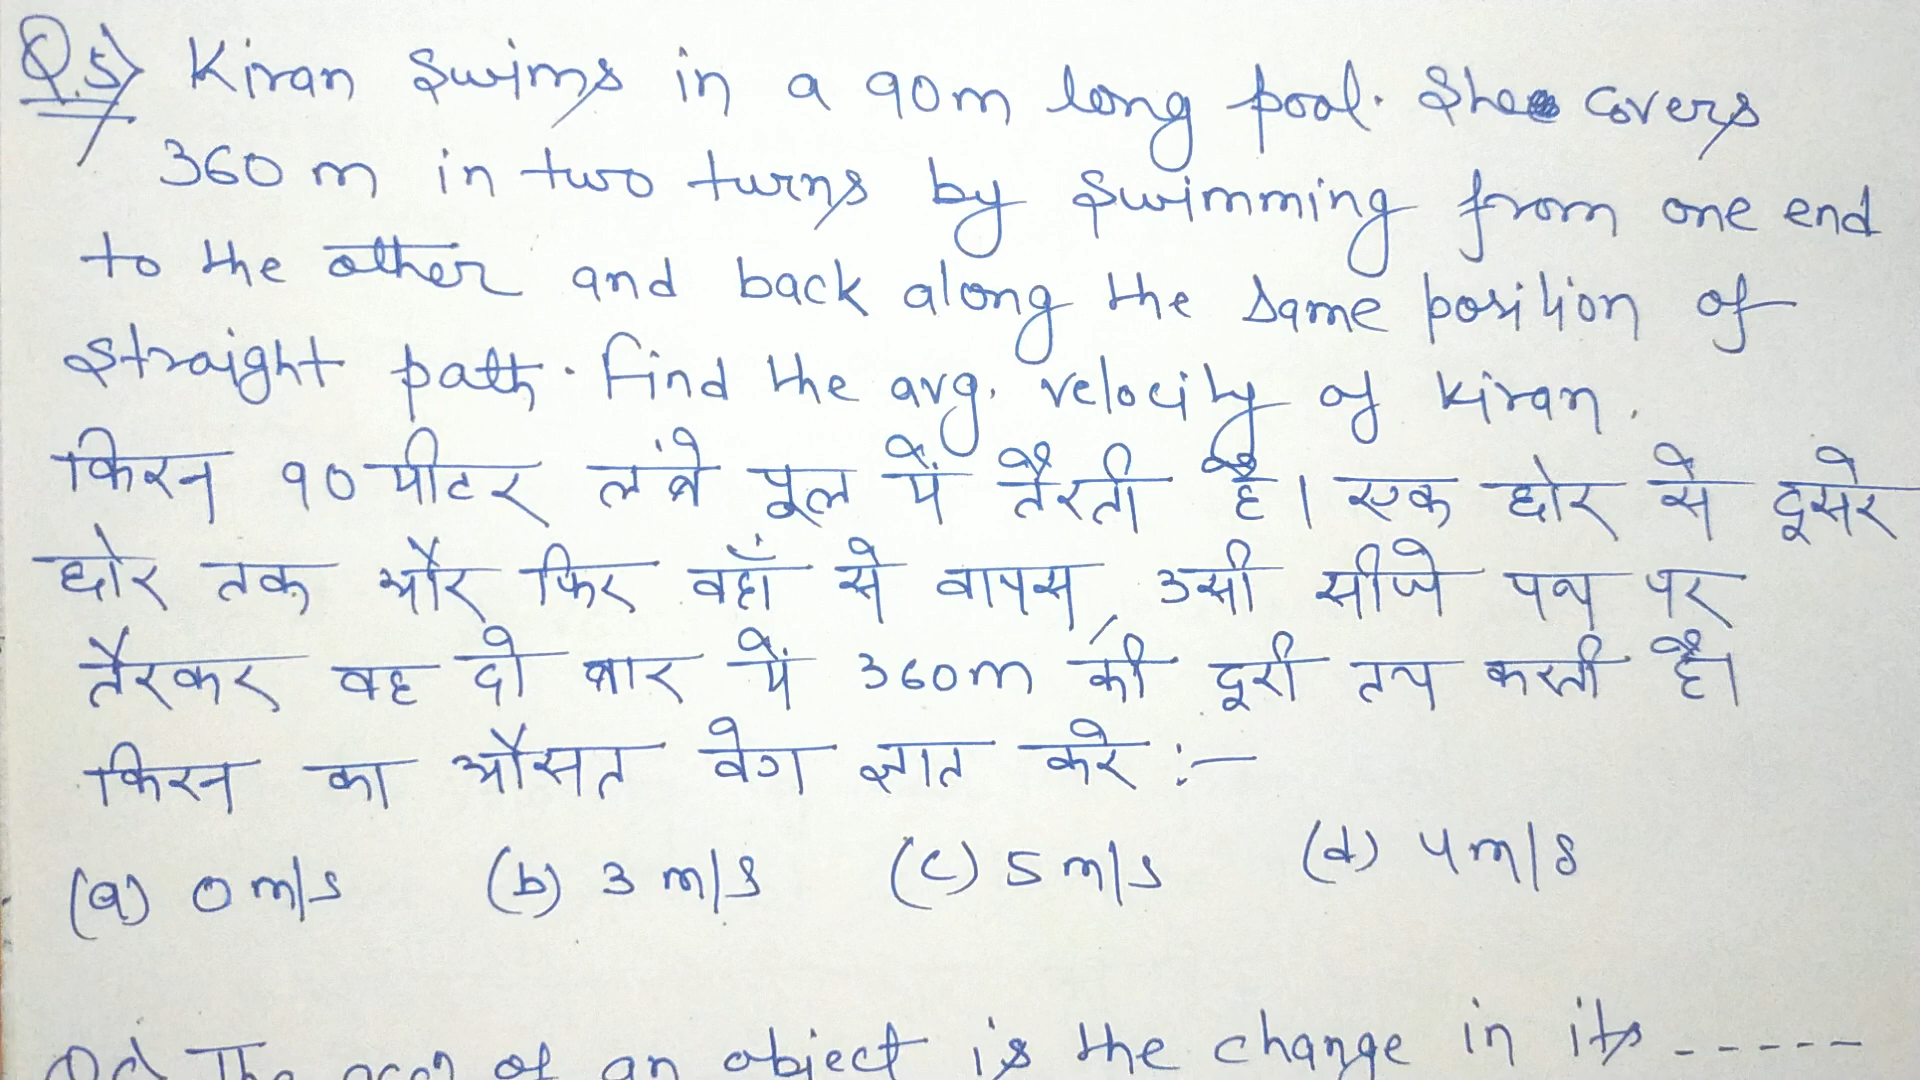 Q.5) Kiran swims in a 90m long pool. She covers
360 m in two turns by swimming from one end
to the other and back along the same position of
straight path. Find the avg. velocity of Kiran.
किरन 90 मीटर लंबे पूल में तैरती है। एक छोर से दूसरे
छोर तक और फिर वहाँ से वापस, उसी सीधे पथ पर
तैरकर वह दो बार में 360m की दूरी तय करती है।
किरन का औसत वेग ज्ञात करे :-
(a) 0 m/s (b) 3 m/s (c) 5 m/s (d) 4 m/s
of an object is the change in its -----